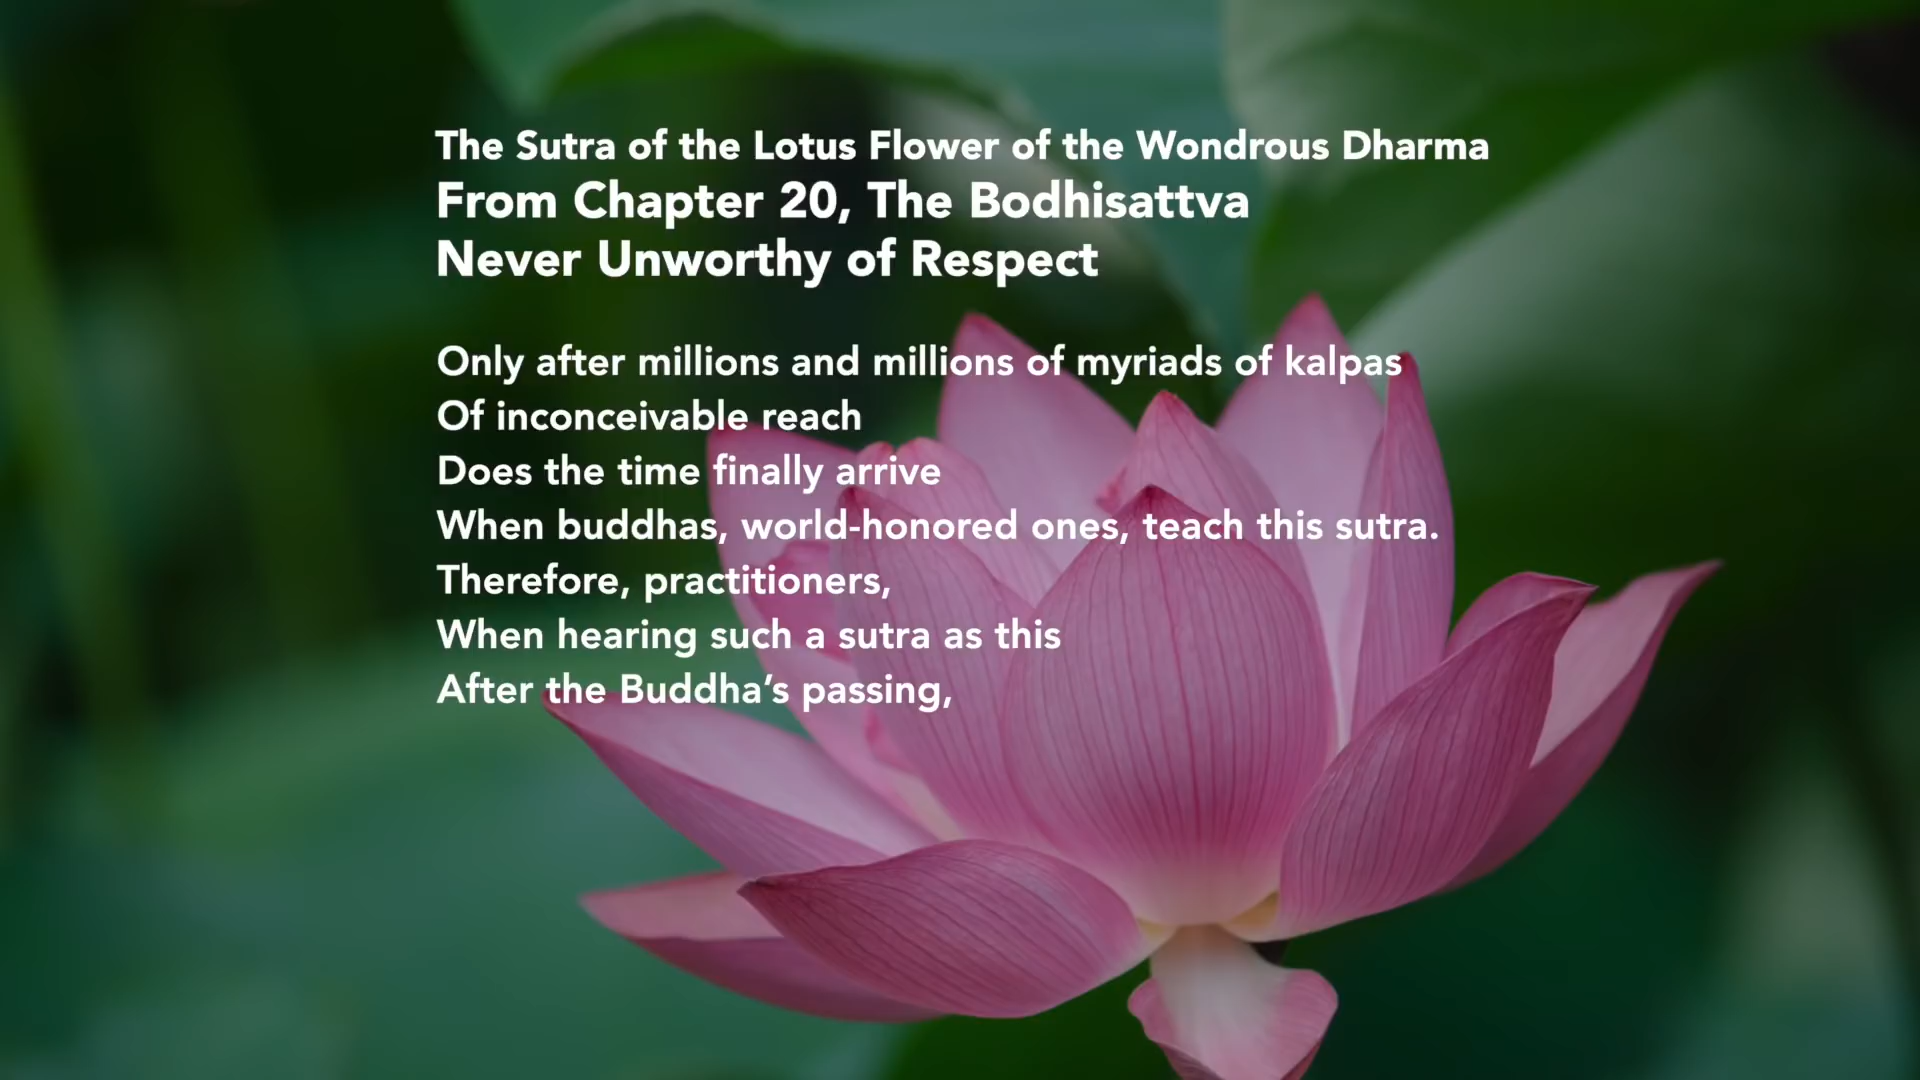 The Sutra of the Lotus Flower of the Wondrous Dharma
From Chapter 20, The Bodhisattva
Never Unworthy of Respect
Only after millions and millions of myriads of kalpas
Of inconceivable reach
Does the time finally arrive
When buddhas, world-honored ones, teach this sutra.
Therefore, practitioners,
When hearing such a sutra as this
After the Buddha’s passing,